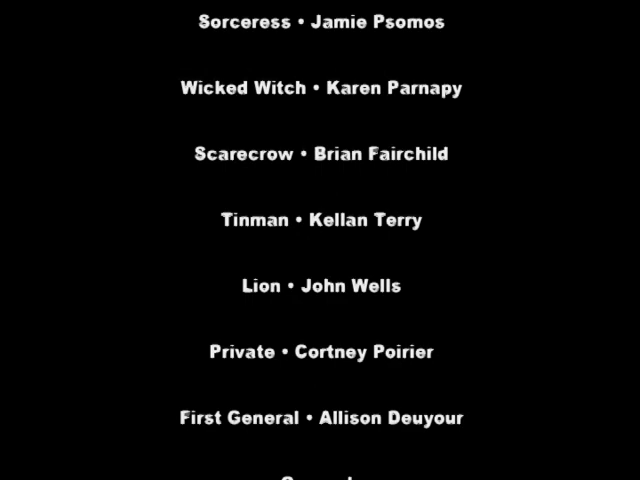 Sorceress • Jamie Psomos
Wicked Witch • Karen Parnapy
Scarecrow • Brian Fairchild
Tinman • Kellan Terry
Lion • John Wells
Private • Cortney Poirier
First General • Allison Deuyour